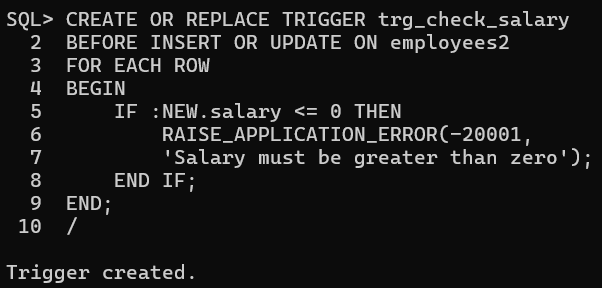 SQL> CREATE OR REPLACE TRIGGER trg_check_salary
  2  BEFORE INSERT OR UPDATE ON employees2
  3  FOR EACH ROW
  4  BEGIN
  5      IF :NEW.salary <= 0 THEN
  6          RAISE_APPLICATION_ERROR(-20001,
  7          'Salary must be greater than zero');
  8      END IF;
  9  END;
 10  /
Trigger created.